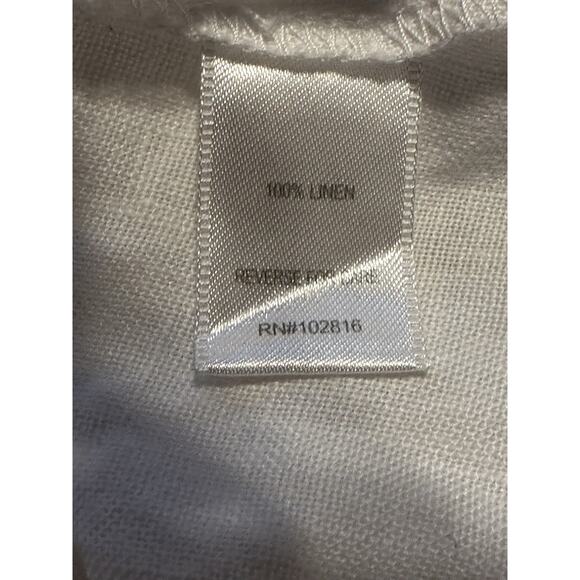 100% LINEN
REVERSE FOR CARE
RN#102816